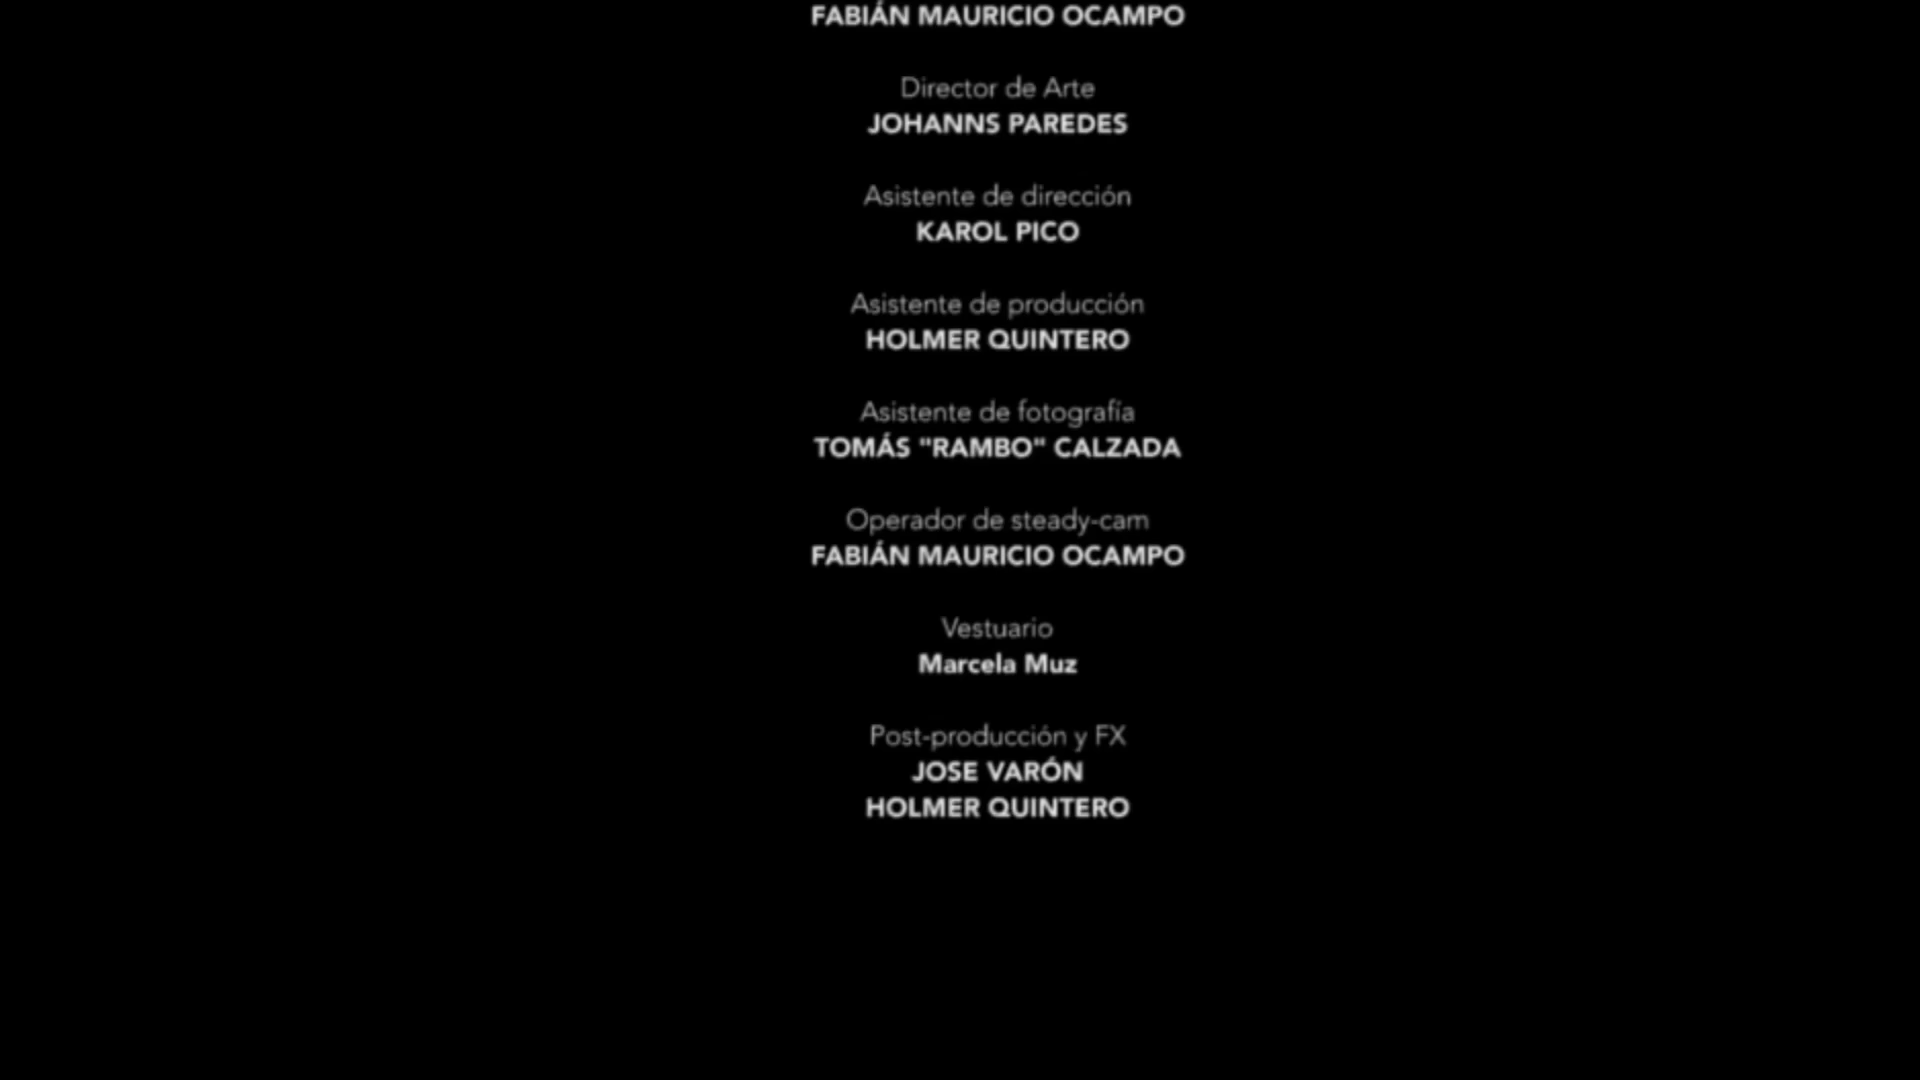 FABIÁN MAURICIO OCAMPO
Director de Arte
JOHANNS PAREDES
Asistente de dirección
KAROL PICO
Asistente de producción
HOLMER QUINTERO
Asistente de fotografía
TOMÁS "RAMBO" CALZADA
Operador de steady-cam
FABIÁN MAURICIO OCAMPO
Vestuario
Marcela Muz
Post-producción y FX
JOSE VARÓN
HOLMER QUINTERO